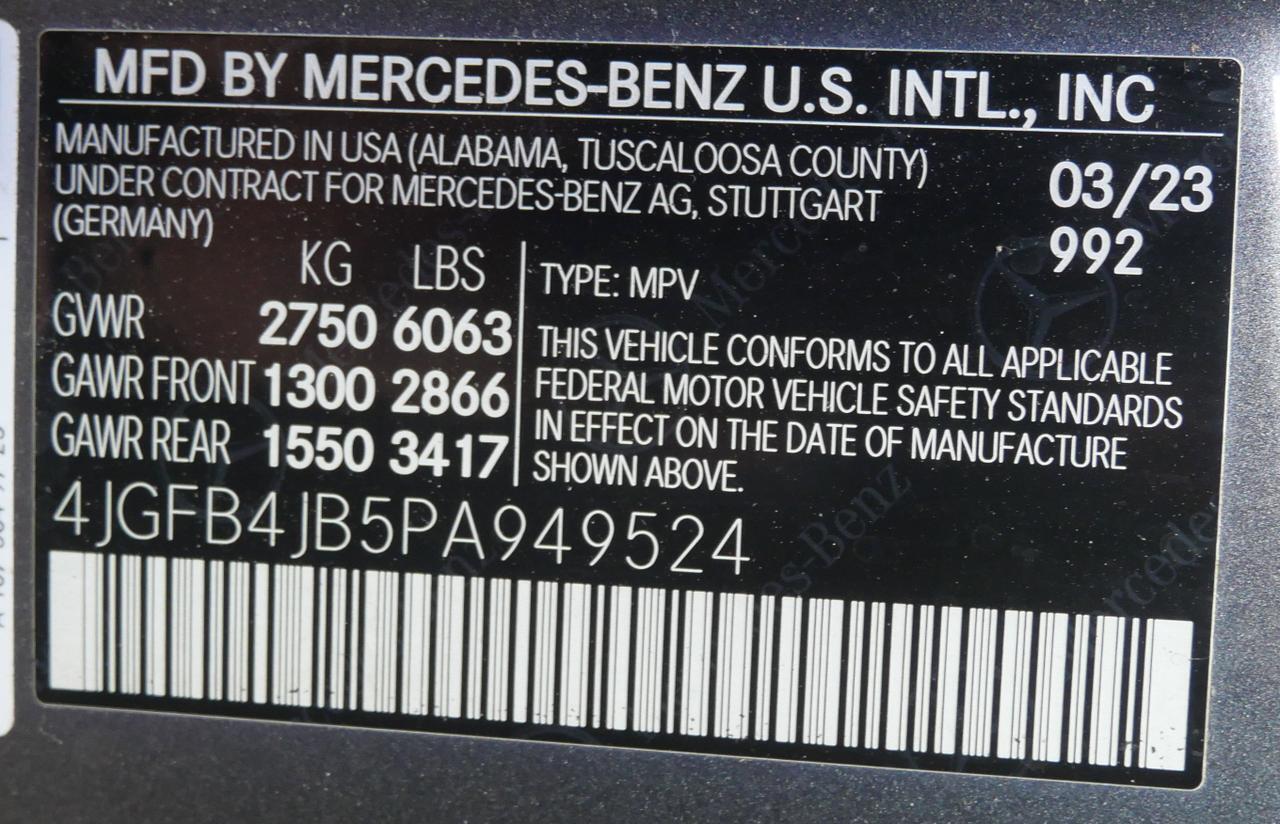 MFD BY MERCEDES-BENZ U.S. INTL., INC
MANUFACTURED IN USA (ALABAMA, TUSCALOOSA COUNTY)
UNDER CONTRACT FOR MERCEDES-BENZ AG, STUTTGART
(GERMANY)
03/23
992
KG LBS
GVWR 2750 6063
GAWR FRONT 1300 2866
GAWR REAR 1550 3417
TYPE: MPV
THIS VEHICLE CONFORMS TO ALL APPLICABLE
FEDERAL MOTOR VEHICLE SAFETY STANDARDS
IN EFFECT ON THE DATE OF MANUFACTURE
SHOWN ABOVE.
4JGFB4JB5PA949524